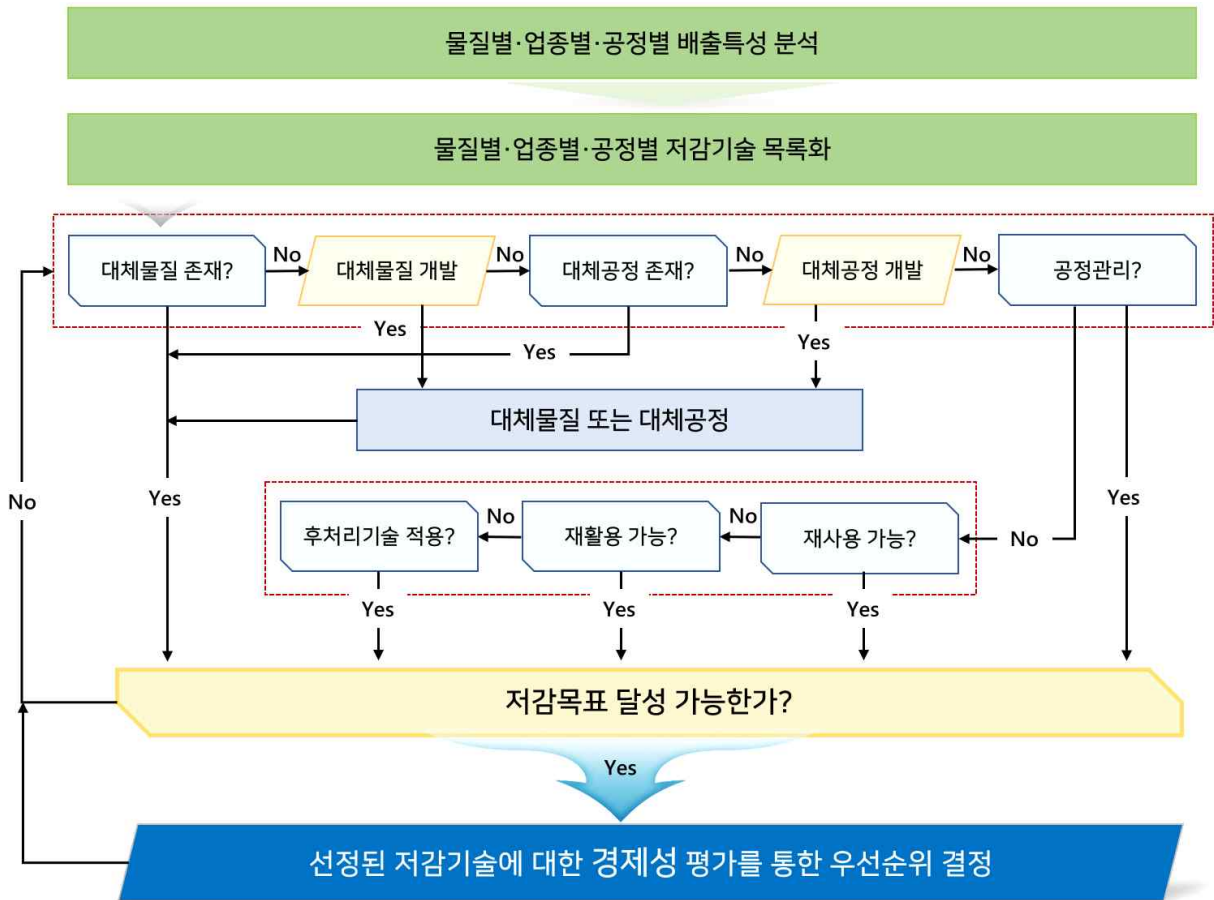 물질별·업종별·공정별 배출특성 분석
물질별·업종별·공정별 저감기술 목록화
대체물질 존재?
No
대체물질 개발
No
대체공정 존재?
No
대체공정 개발
No
공정관리?
Yes
Yes
Yes
대체물질 또는 대체공정
No
Yes
Yes
후처리기술 적용?
No
재활용 가능?
No
재사용 가능?
No
Yes
Yes
Yes
저감목표 달성 가능한가?
Yes
선정된 저감기술에 대한 경제성 평가를 통한 우선순위 결정